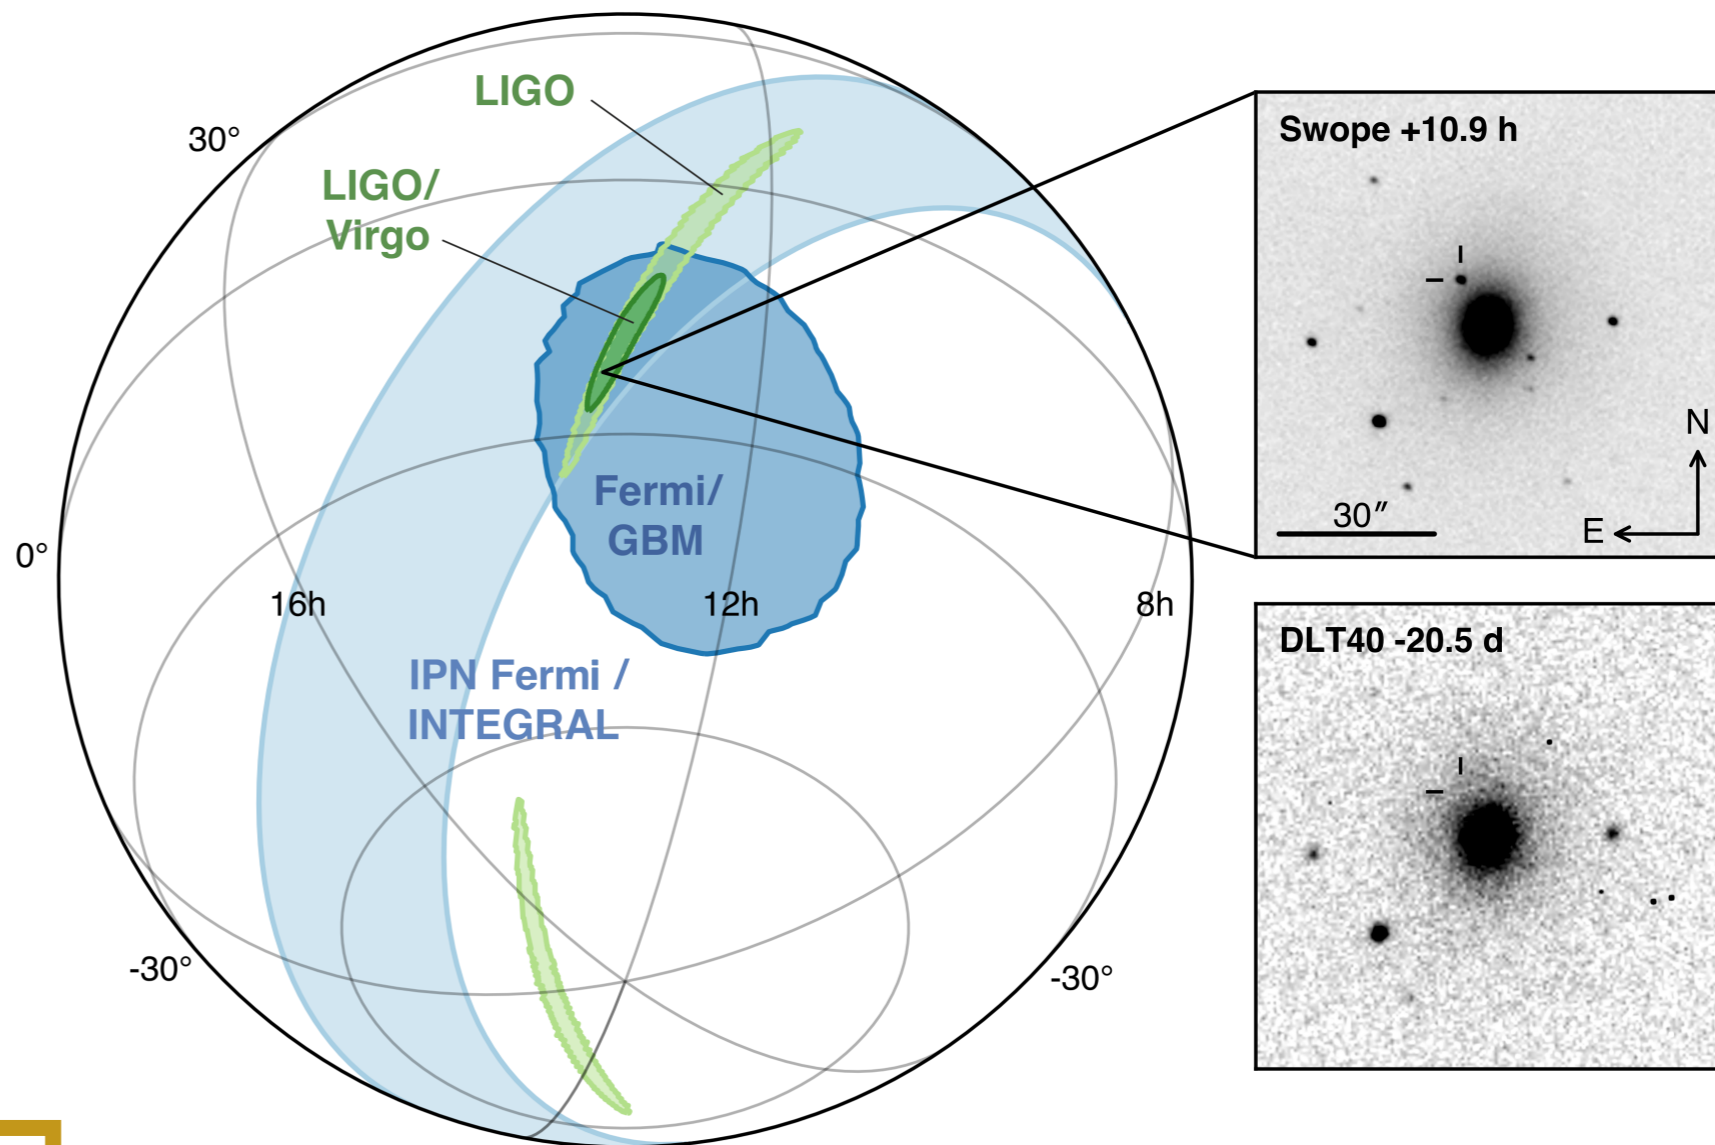 LIGO
30°
LIGO/
Virgo
Fermi/
GBM
0°
16h
12h
8h
IPN Fermi /
INTEGRAL
-30°
-30°
Swope +10.9 h
N
30″
E
DLT40 -20.5 d